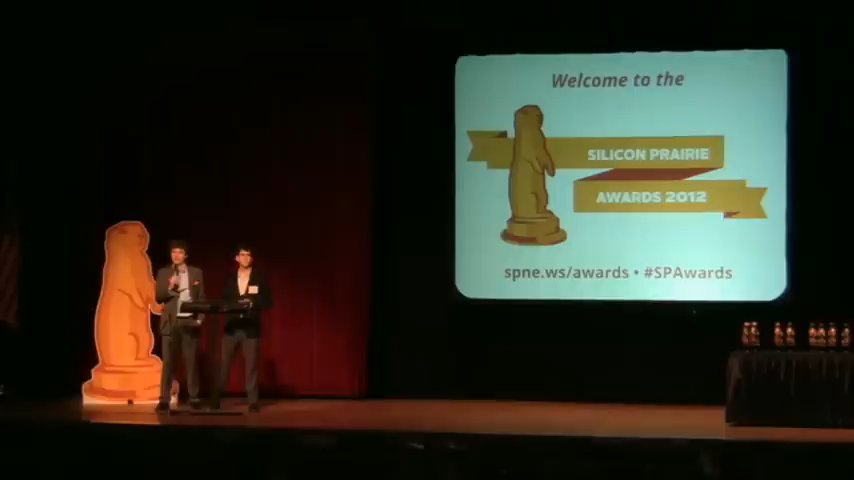 Welcome to the
SILICON PRAIRIE
AWARDS 2012
spne.ws/awards • #SPAwards